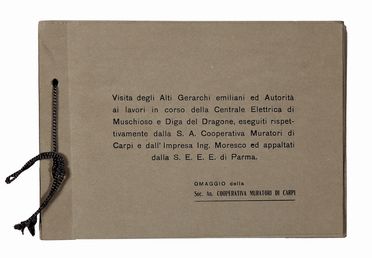 Visita degli Alti Gerarchi emiliani ed Autorità
ai lavori in corso della Centrale Elettrica di
Muschioso e Diga del Dragone, eseguiti rispet-
tivamente dalla S. A. Cooperativa Muratori di
Carpi e dall'Impresa Ing. Moresco ed appaltati
dalla S. E. E. E. di Parma.
OMAGGIO della
Soc. An. COOPERATIVA MURATORI DI CARPI